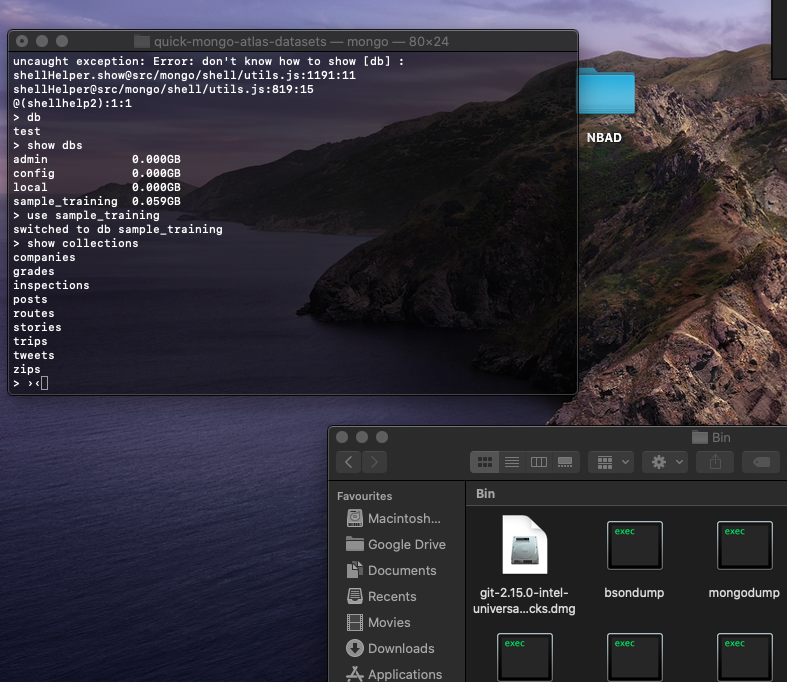 quick-mongo-atlas-datasets — mongo — 80×24
uncaught exception: Error: don't know how to show [db] :
shellHelper.show@src/mongo/shell/utils.js:1191:11
shellHelper@src/mongo/shell/utils.js:819:15
@(shellhelp2):1:1
> db
test
> show dbs
admin 0.000GB
config 0.000GB
local 0.000GB
sample_training 0.059GB
> use sample_training
switched to db sample_training
> show collections
companies
grades
inspections
posts
routes
stories
trips
tweets
zips
> ›‹
NBAD
Bin
Favourites
Macintosh...
Google Drive
Documents
Recents
Movies
Downloads
Applications
Bin
git-2.15.0-intel-
universa...cks.dmg
exec
bsondump
exec
mongodump
exec
exec
exec